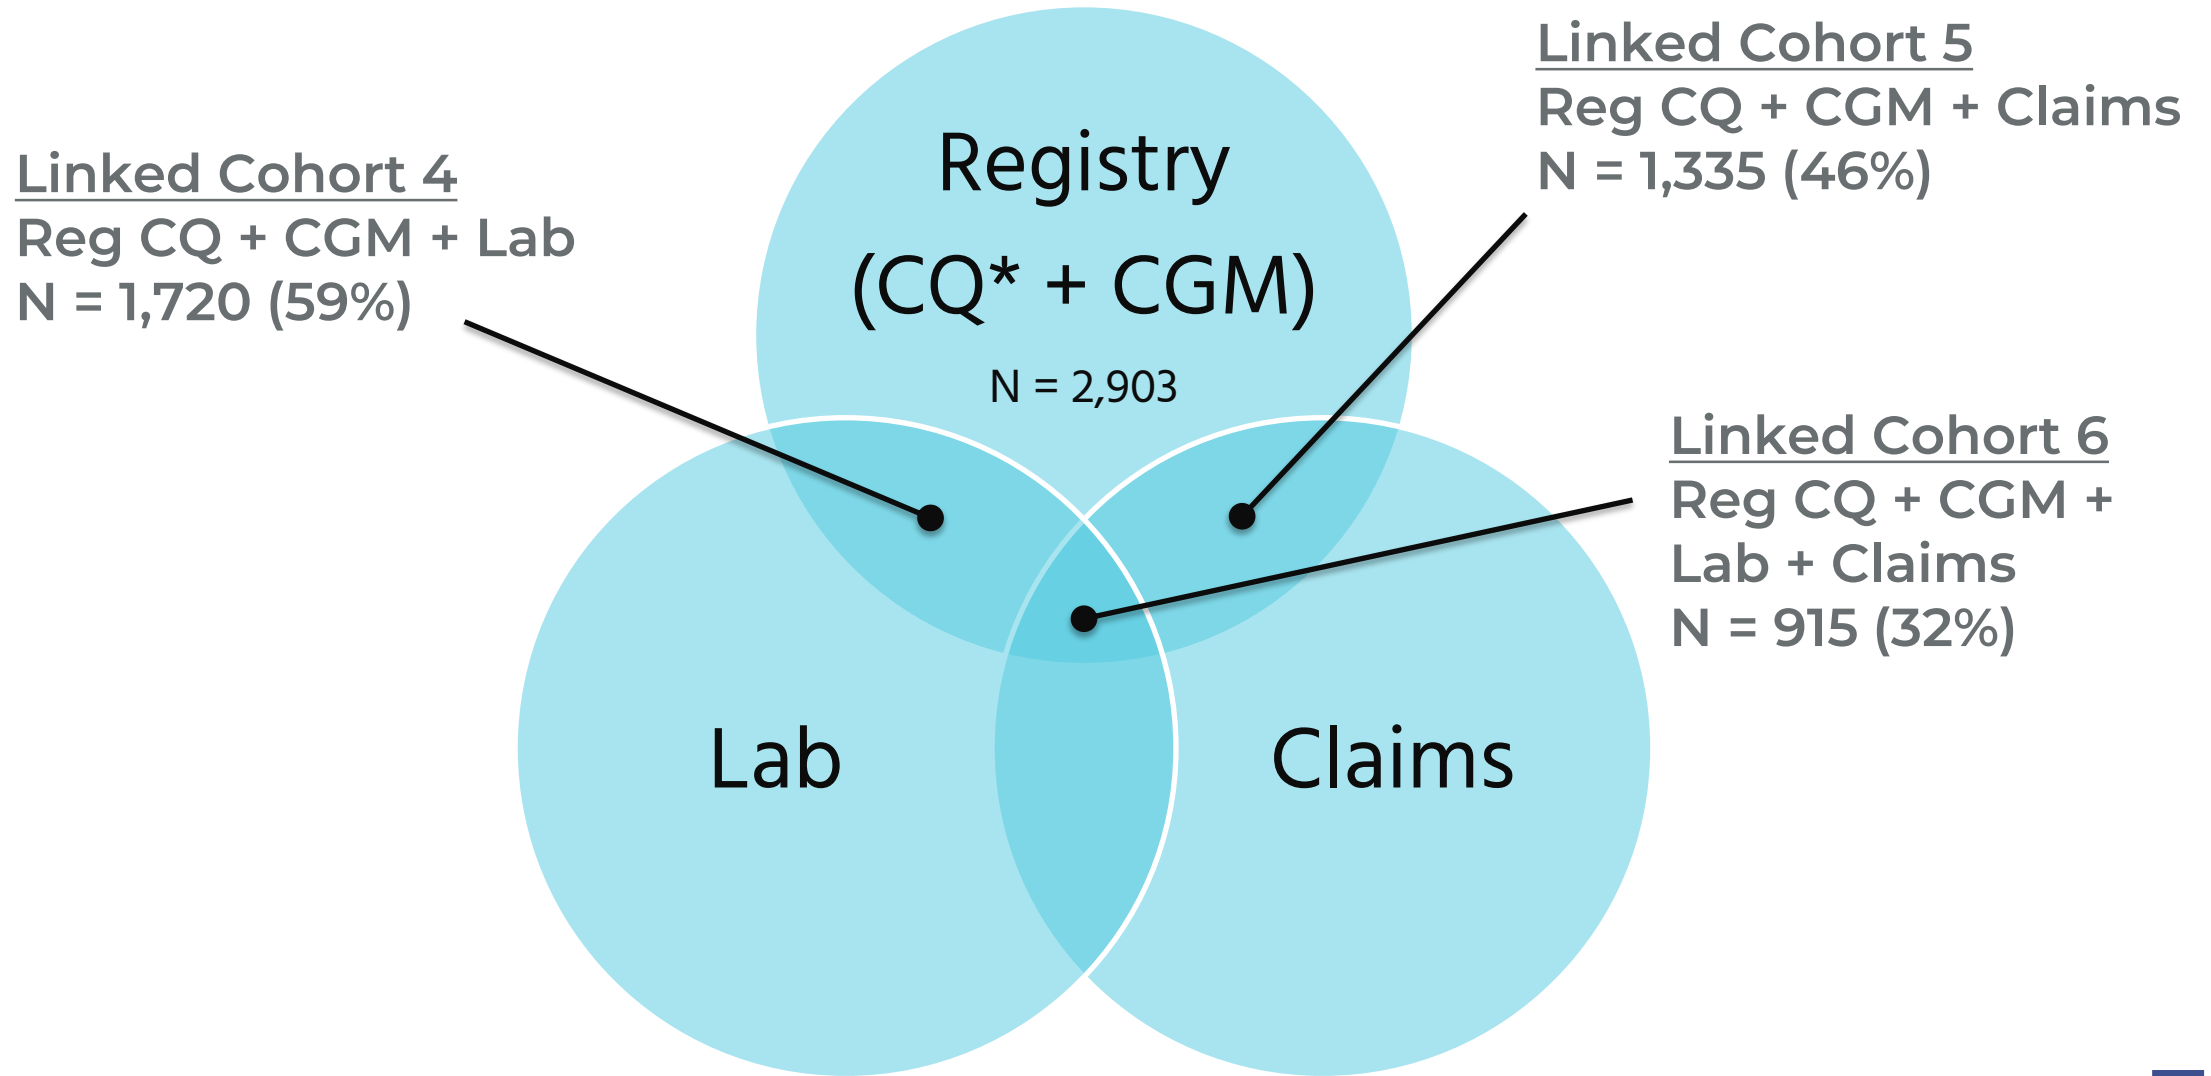 Linked Cohort 4
Reg CQ + CGM + Lab
N = 1,720 (59%)
Registry
(CQ* + CGM)
N = 2,903
Linked Cohort 5
Reg CQ + CGM + Claims
N = 1,335 (46%)
Linked Cohort 6
Reg CQ + CGM +
Lab + Claims
N = 915 (32%)
Lab
Claims